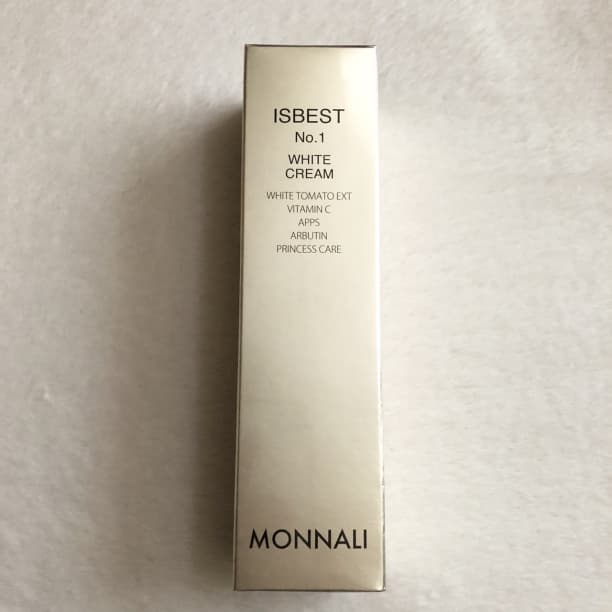 ISBEST
No.1
WHITE
CREAM
WHITE TOMATO EXT
VITAMIN C
APPS
ARBUTIN
PRINCESS CARE
MONNALI